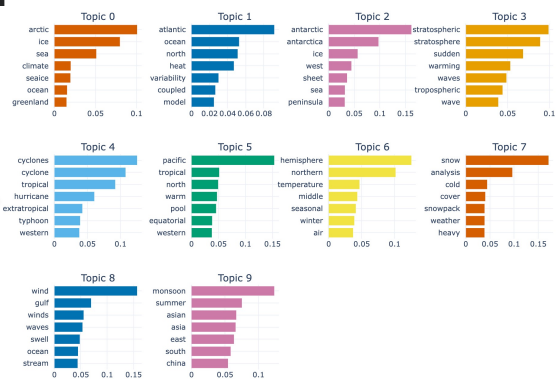 Topic 0
arctic
ice
sea
climate
seaice
ocean
greenland
0 0.05 0.1
Topic 1
atlantic
ocean
north
heat
variability
coupled
model
0 0.02 0.04 0.06 0.08
Topic 2
antarctic
antarctica
ice
west
sheet
sea
peninsula
0 0.05 0.1 0.15
Topic 3
stratospheric
stratosphere
sudden
warming
waves
tropospheric
wave
0 0.05 0.1
Topic 4
cyclones
cyclone
tropical
hurricane
extratropical
typhoon
western
0 0.05 0.1
Topic 5
pacific
tropical
north
warm
pool
equatorial
western
0 0.05 0.1 0.15
Topic 6
hemisphere
northern
temperature
middle
seasonal
winter
air
0 0.05 0.1
Topic 7
snow
analysis
cold
cover
snowpack
weather
heavy
0 0.05 0.1 0.15
Topic 8
wind
gulf
winds
waves
swell
ocean
stream
0 0.05 0.1 0.15
Topic 9
monsoon
summer
asian
asia
east
south
china
0 0.05 0.1